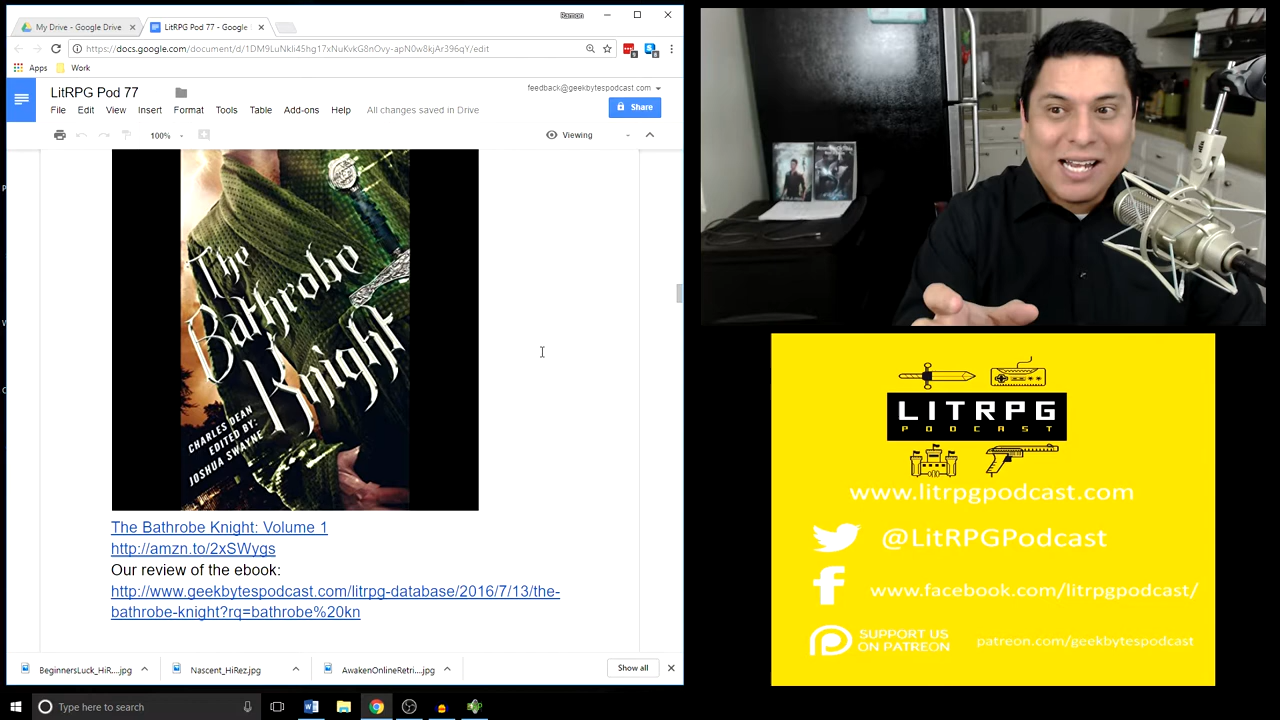 Ramon
My Drive - Google Drive
LitRPG Pod 77 - Google
https://docs.google.com/document/d/1DM9LuNkIi45hg17xNuKvkG8nOvy-apN0w8kjAr396qY/edit
Apps
Work
LitRPG Pod 77
feedback@geekbytespodcast.com
File Edit View Insert Format Tools Table Add-ons Help All changes saved in Drive
Share
100%
Viewing
The
Bathrobe
Knight
CHARLES DEAN
EDITED BY:
JOSHUA SWAYNE
The Bathrobe Knight: Volume 1
http://amzn.to/2xSWygs
Our review of the ebook:
http://www.geekbytespodcast.com/litrpg-database/2016/7/13/the-
bathrobe-knight?rq=bathrobe%20kn
BeginnersLuck_HiR....jpg
Nascent_HiRez.jpg
AwakenOnlineRetri....jpg
Show all
Type here to search
LITRPG
PODCAST
www.litrpgpodcast.com
@LitRPGPodcast
www.facebook.com/litrpgpodcast/
SUPPORT US
ON PATREON
patreon.com/geekbytespodcast